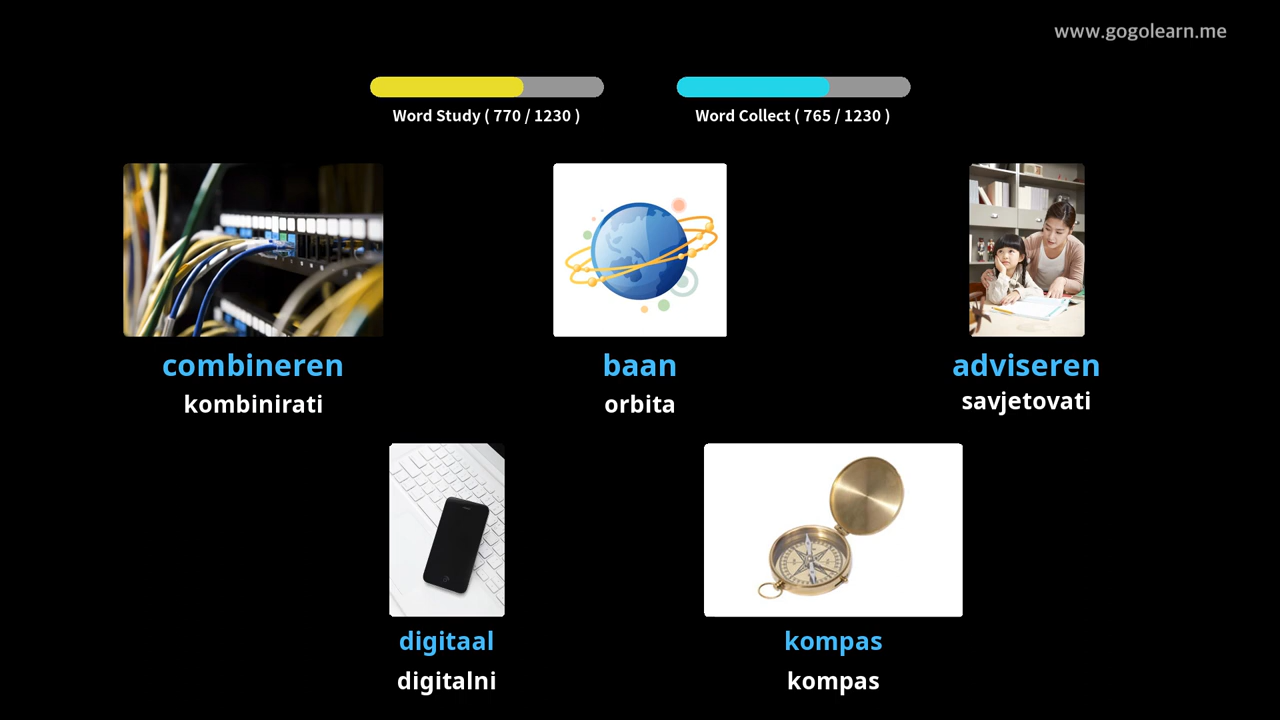 www.gogolearn.me
Word Study ( 770 / 1230 )
Word Collect ( 765 / 1230 )
combineren
kombinirati
baan
orbita
adviseren
savjetovati
digitaal
digitalni
kompas
kompas